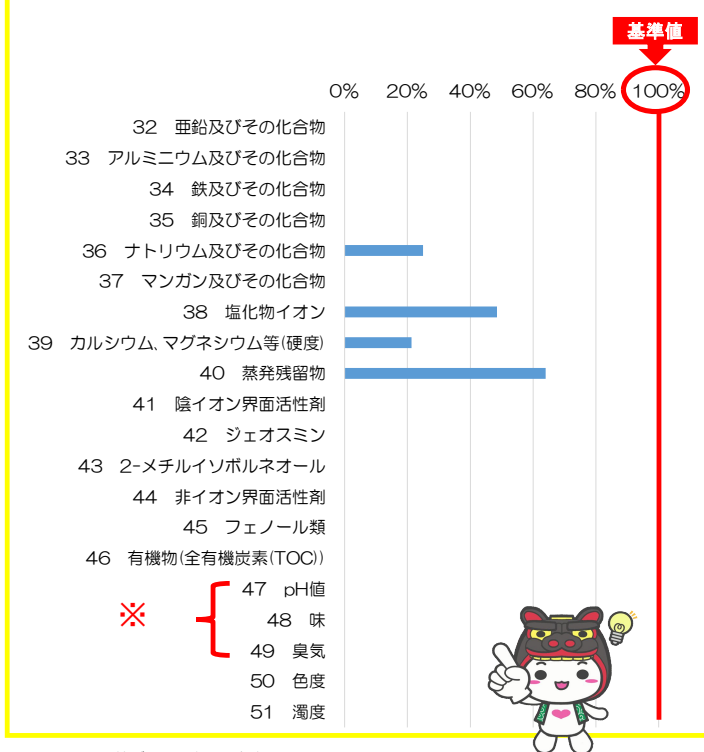 基準値
0% 20% 40% 60% 80% 100%
32 亜鉛及びその化合物
33 アルミニウム及びその化合物
34 鉄及びその化合物
35 銅及びその化合物
36 ナトリウム及びその化合物
37 マンガン及びその化合物
38 塩化物イオン
39 カルシウム、マグネシウム等(硬度)
40 蒸発残留物
41 陰イオン界面活性剤
42 ジェオスミン
43 2-メチルイソボルネオール
44 非イオン界面活性剤
45 フェノール類
46 有機物(全有機炭素(TOC))
47 pH値
※
48 味
49 臭気
50 色度
51 濁度